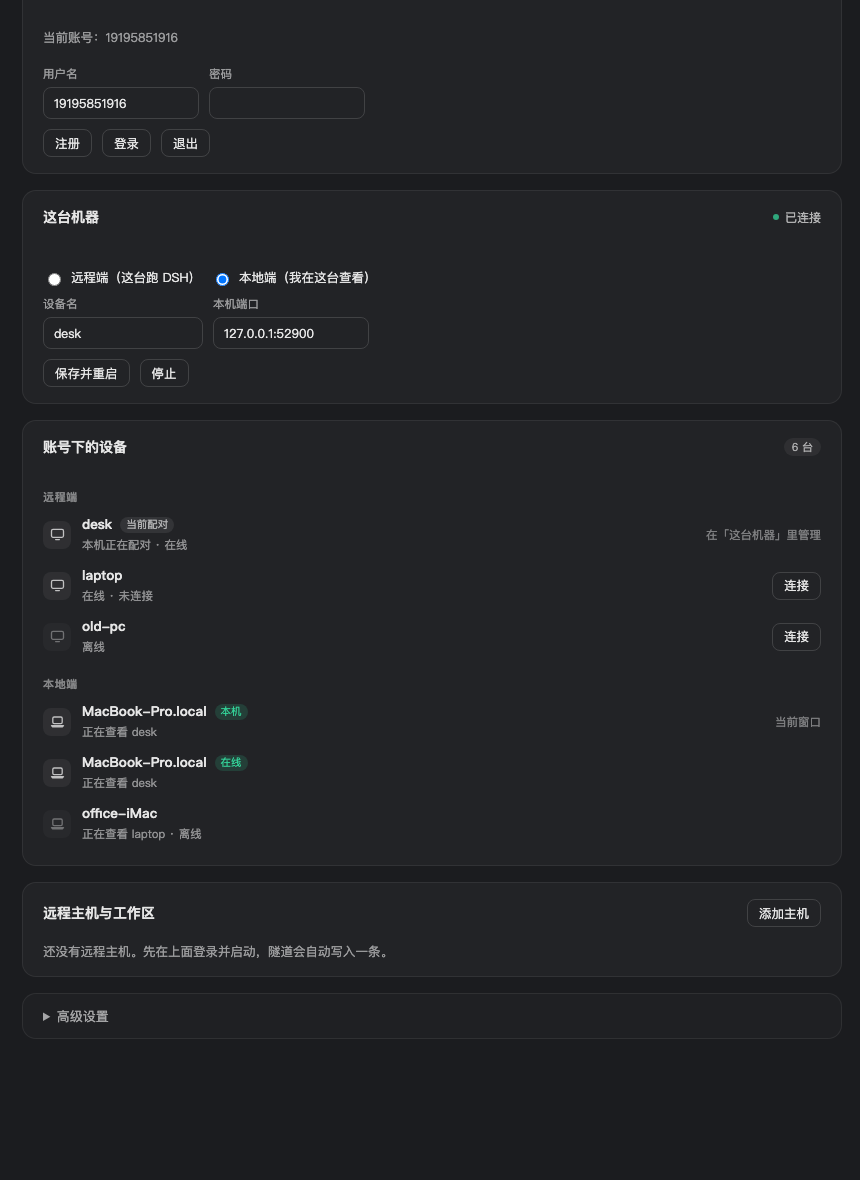 当前账号：19195851916
用户名 密码
19195851916
注册 登录 退出
这台机器 已连接
远程端（这台跑 DSH） 本地端（我在这台查看）
设备名 本机端口
desk 127.0.0.1:52900
保存并重启 停止
账号下的设备 6 台
远程端
desk 当前配对
本机正在配对 · 在线 在「这台机器」里管理
laptop
在线 · 未连接 连接
old-pc
离线 连接
本地端
MacBook-Pro.local 本机
正在查看 desk 当前窗口
MacBook-Pro.local 在线
正在查看 desk
office-iMac
正在查看 laptop · 离线
远程主机与工作区 添加主机
还没有远程主机。先在上面登录并启动，隧道会自动写入一条。
高级设置